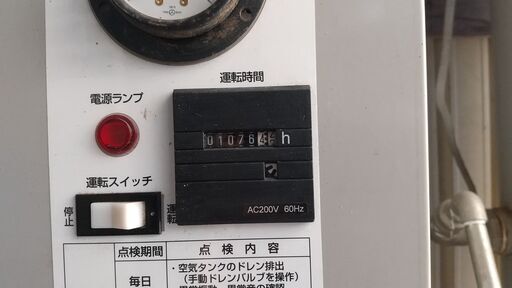 運転時間
電源ランプ
01076 h
運転スイッチ
停止
運転
AC200V 60Hz
点検期間 点検内容
毎日 ・空気タンクのドレン排出
(手動ドレンバルブを操作)